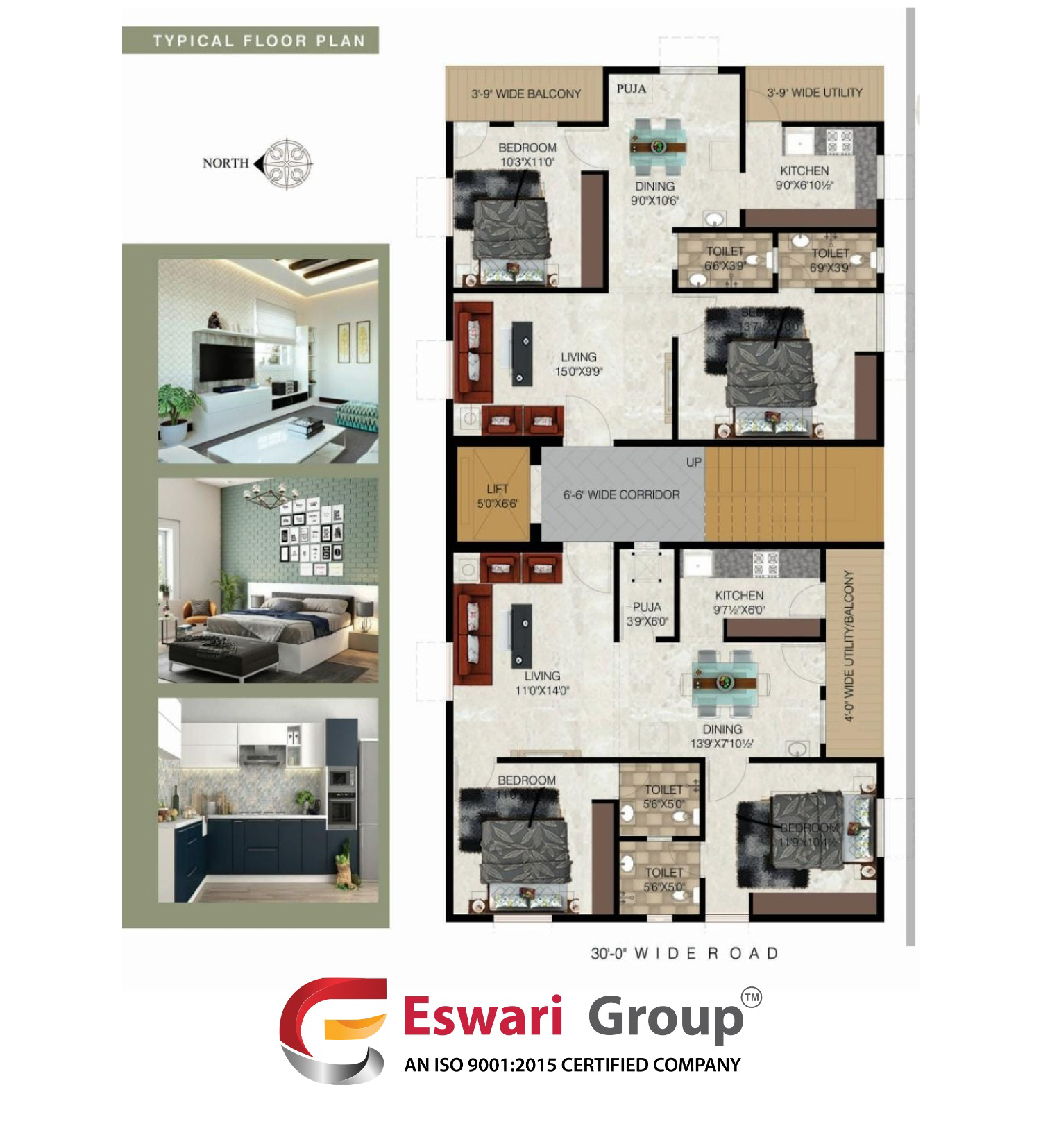 TYPICAL FLOOR PLAN
NORTH
3'-9" WIDE BALCONY
PUJA
3'-9" WIDE UTILITY
BEDROOM
10'3"X11'0"
DINING
9'0"X10'6"
KITCHEN
9'0"X6'10½"
TOILET
6'6"X3'9"
TOILET
6'9"X3'9"
LIVING
15'0"X9'9"
UP
LIFT
5'0"X6'6"
6'-6" WIDE CORRIDOR
PUJA
3'9"X6'0"
KITCHEN
9'7½"X6'0"
4'-0" WIDE UTILITY/BALCONY
LIVING
11'0"X14'0"
DINING
13'9"X7'10½"
BEDROOM
TOILET
5'6"X5'0"
BEDROOM
11'9"X10'4½"
TOILET
5'6"X5'0"
30'-0" WIDE ROAD
Eswari Group TM
AN ISO 9001:2015 CERTIFIED COMPANY